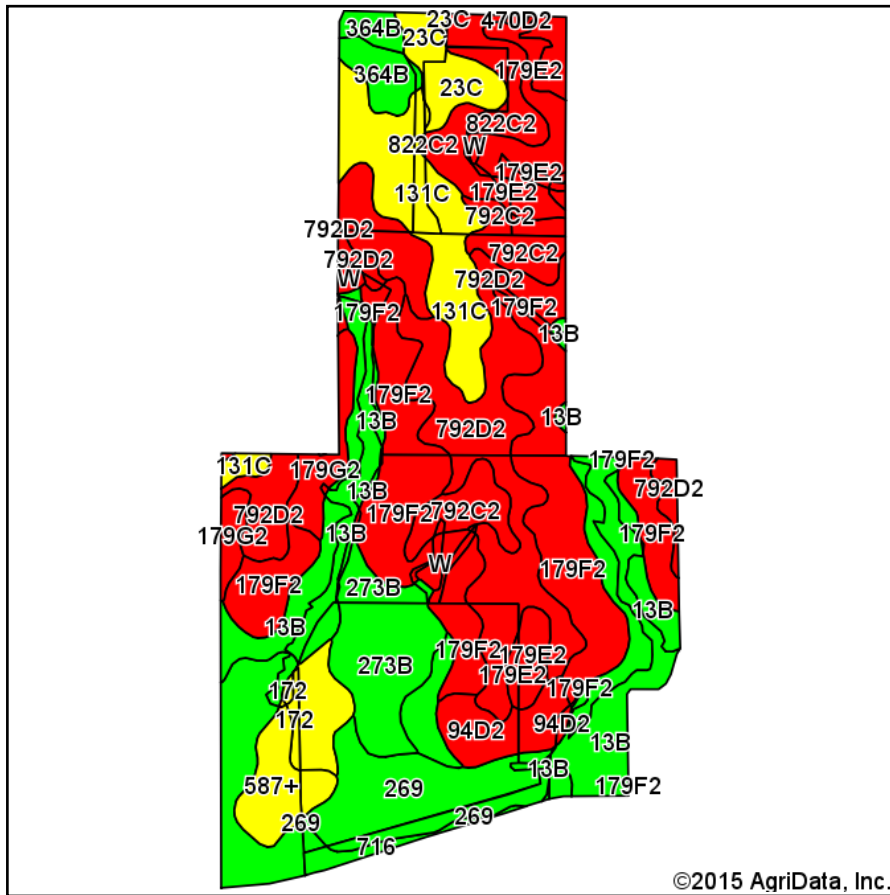 23C 470D2
364B 23C
179E2
364B
23C
822C2
822C2 W
179E2
179E2
131C
792C2
792D2
792C2
792D2
792D2
W
179F2 131C 179F2
13B
179F2
13B
13B
792D2
179F2
131C 179G2
792D2
13B
179F2 792C2
792D2
13B
179F2
179G2
W
179F2
179F2
273B
13B
13B
179F2
179E2
273B
179E2
172
179F2
172
94D2
94D2
13B
13B
587+
269
179F2
269
269
716
©2015 AgriData, Inc.